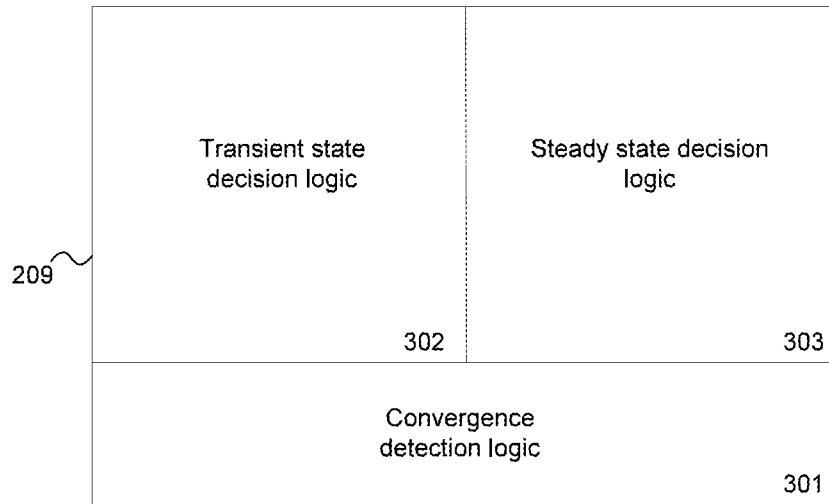 Transient state
decision logic
Steady state decision
logic
209
302
303
Convergence
detection logic
301